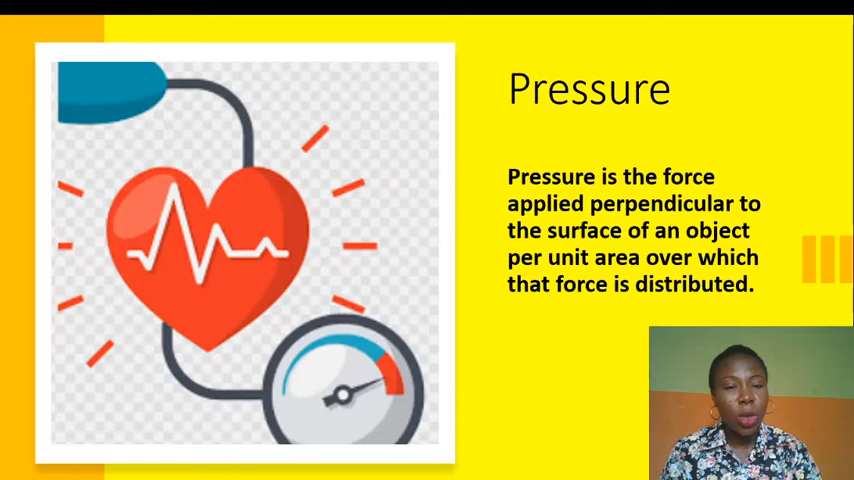 Pressure
Pressure is the force
applied perpendicular to
the surface of an object
per unit area over which
that force is distributed.